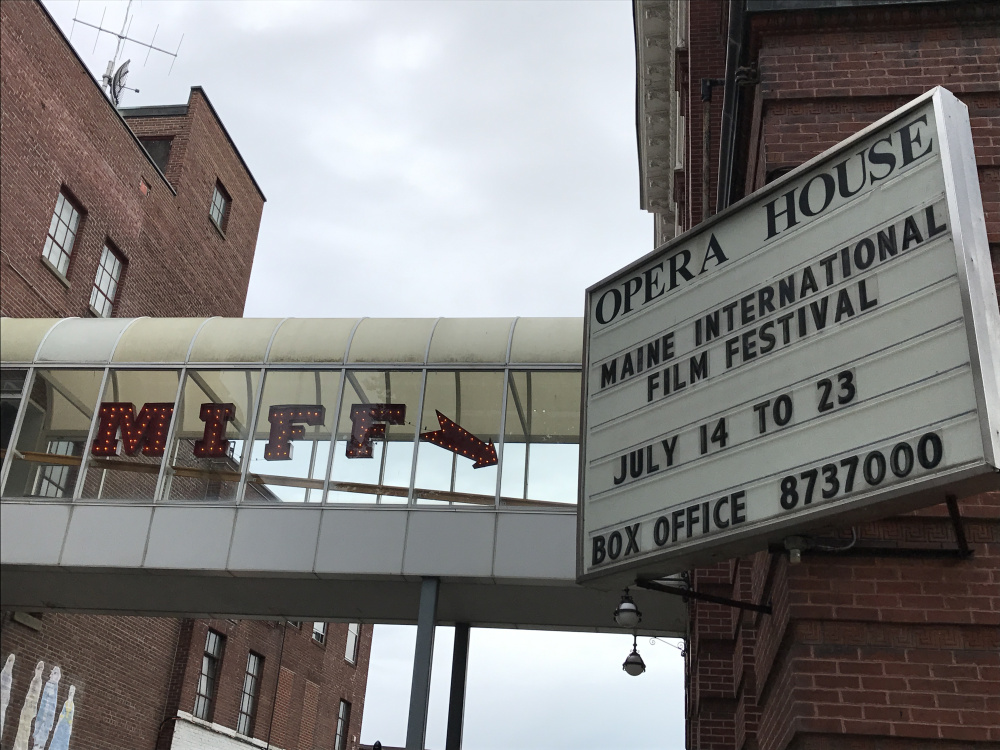 OPERA HOUSE
MAINE INTERNATIONAL
FILM FESTIVAL
JULY 14 TO 23
BOX OFFICE 8737000
MIFF